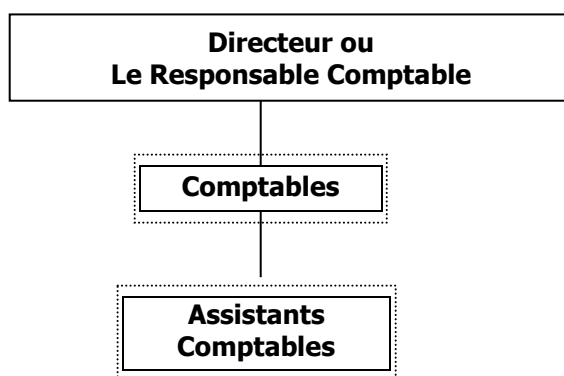 Directeur ou
Le Responsable Comptable
Comptables
Assistants
Comptables